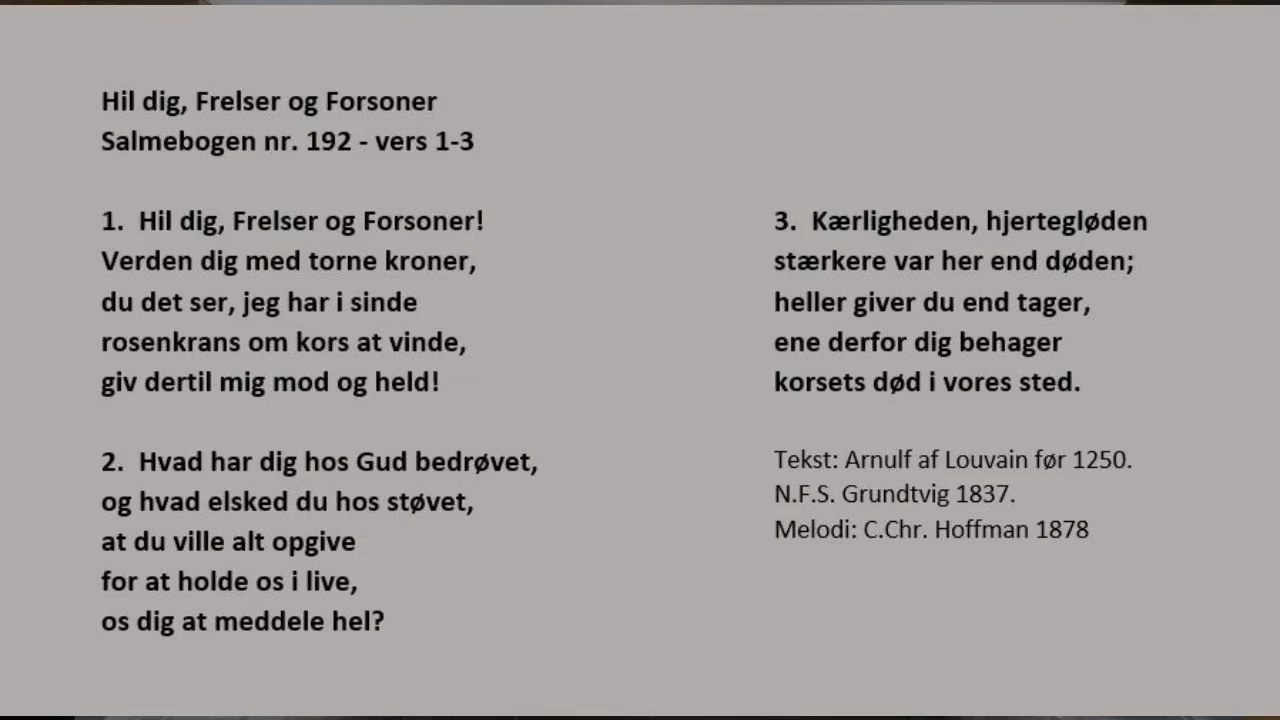 Hil dig, Frelser og Forsoner
Salmebogen nr. 192 - vers 1-3
1. Hil dig, Frelser og Forsoner!
Verden dig med torne kroner,
du det ser, jeg har i sinde
rosenkrans om kors at vinde,
giv dertil mig mod og held!
2. Hvad har dig hos Gud bedrøvet,
og hvad elsked du hos støvet,
at du ville alt opgive
for at holde os i live,
os dig at meddele hel?
3. Kærligheden, hjertegløden
stærkere var her end døden;
heller giver du end tager,
ene derfor dig behager
korsets død i vores sted.
Tekst: Arnulf af Louvain før 1250.
N.F.S. Grundtvig 1837.
Melodi: C.Chr. Hoffman 1878